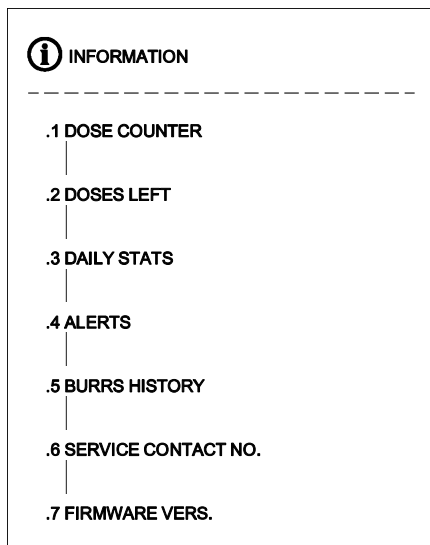 INFORMATION
.1 DOSE COUNTER
.2 DOSES LEFT
.3 DAILY STATS
.4 ALERTS
.5 BURRS HISTORY
.6 SERVICE CONTACT NO.
.7 FIRMWARE VERS.